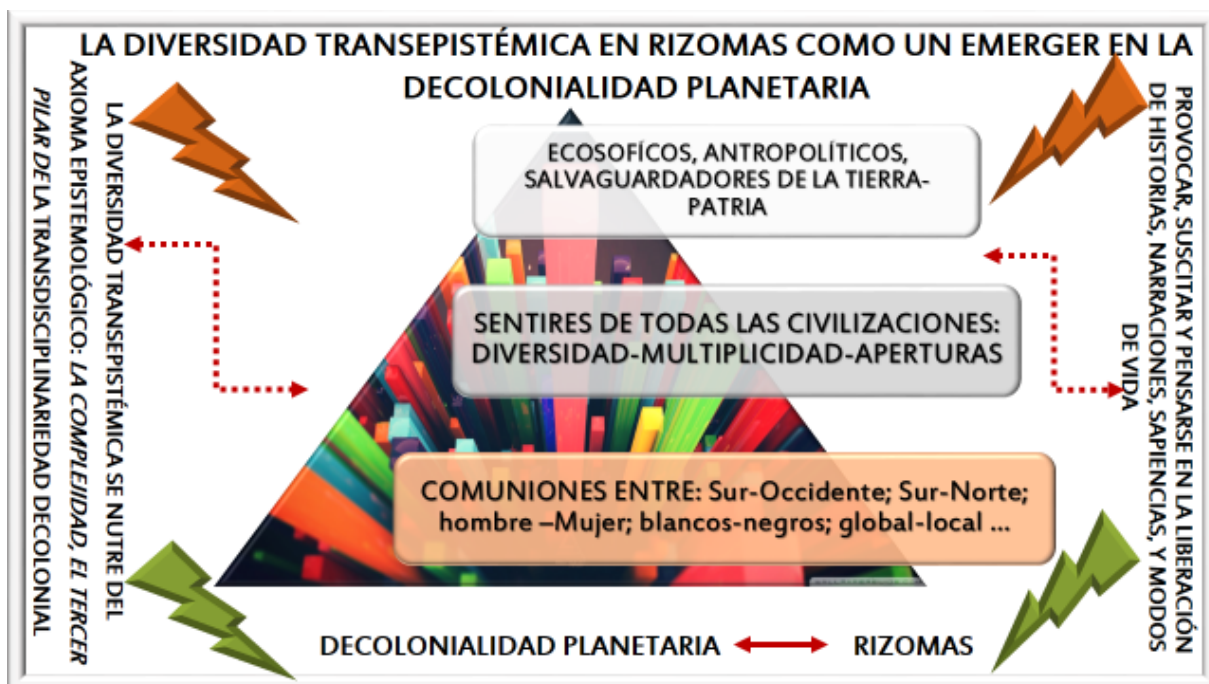 LA DIVERSIDAD TRANSEPISTÉMICA EN RIZOMAS COMO UN EMERGER EN LA
DECOLONIALIDAD PLANETARIA
LA DIVERSIDAD TRANSEPISTÉMICA SE NUTRE DEL
AXIOMA EPISTEMOLÓGICO: LA COMPLEJIDAD, EL TERCER
PILAR DE LA TRANSDISCIPLINARIEDAD DECOLONIAL
ECOSOFÍCOS, ANTROPOLÍTICOS,
SALVAGUARDADORES DE LA TIERRA-
PATRIA
SENTIRES DE TODAS LAS CIVILIZACIONES:
DIVERSIDAD-MULTIPLICIDAD-APERTURAS
COMUNIONES ENTRE: Sur-Occidente; Sur-Norte;
hombre –Mujer; blancos-negros; global-local ...
PROVOCAR, SUSCITAR Y PENSARSE EN LA LIBERACIÓN
DE HISTORIAS, NARRACIONES, SAPIENCIAS, Y MODOS
DE VIDA
DECOLONIALIDAD PLANETARIA RIZOMAS